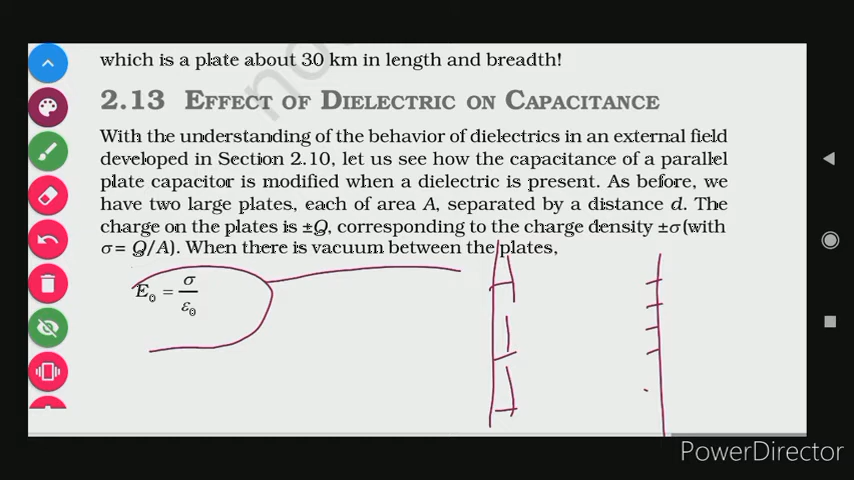 which is a plate about 30 km in length and breadth!
2.13 EFFECT OF DIELECTRIC ON CAPACITANCE
With the understanding of the behavior of dielectrics in an external field
developed in Section 2.10, let us see how the capacitance of a parallel
plate capacitor is modified when a dielectric is present. As before, we
have two large plates, each of area A, separated by a distance d. The
charge on the plates is ±Q, corresponding to the charge density ±σ (with
σ = Q/A). When there is vacuum between the plates,
E₀ = σ/ε₀
PowerDirector